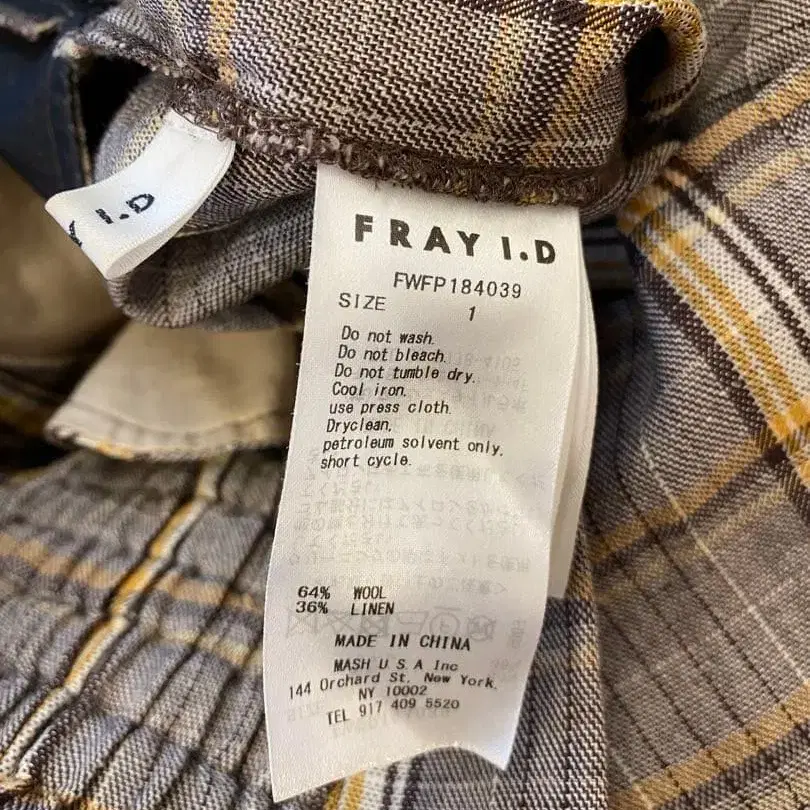 I.D
FRAY I.D
FWFP184039
SIZE 1
Do not wash.
Do not bleach.
Do not tumble dry.
Cool iron.
use press cloth.
Dryclean,
petroleum solvent only,
short cycle.
64% WOOL
36% LINEN
MADE IN CHINA
MASH U S A Inc
144 Orchard St, New York,
NY 10002
TEL 917 409 5520